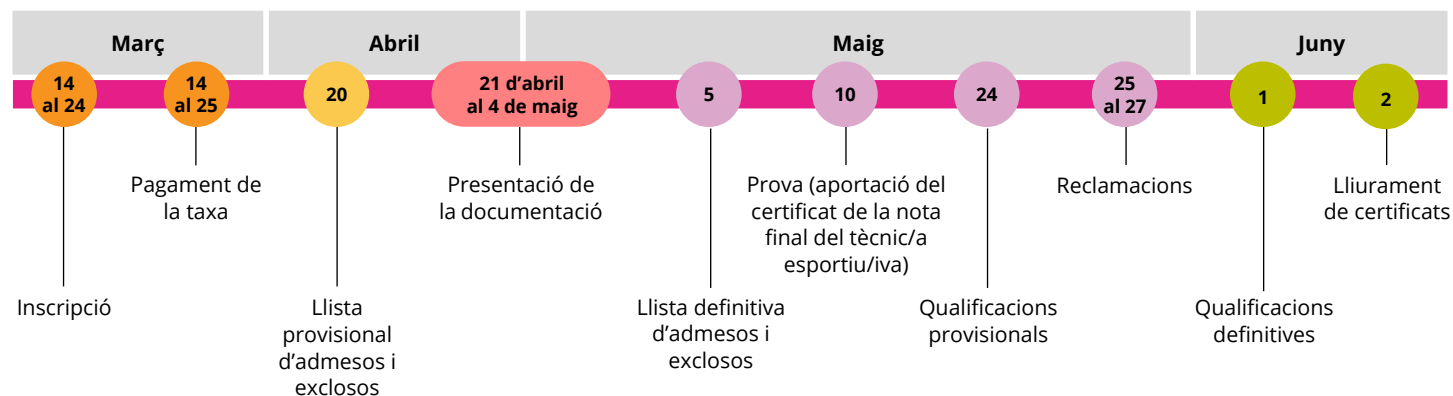 Març
Abril
Maig
Juny
14
al 24
14
al 25
20
21 d’abril
al 4 de maig
5
10
24
25
al 27
1
2
Pagament de
la taxa
Presentació de
la documentació
Prova (aportació del
certificat de la nota
final del tècnic/a
esportiu/iva)
Reclamacions
Lliurament
de certificats
Inscripció
Llista
provisional
d’admesos i
exclosos
Llista definitiva
d’admesos i
exclosos
Qualificacions
provisionals
Qualificacions
definitives